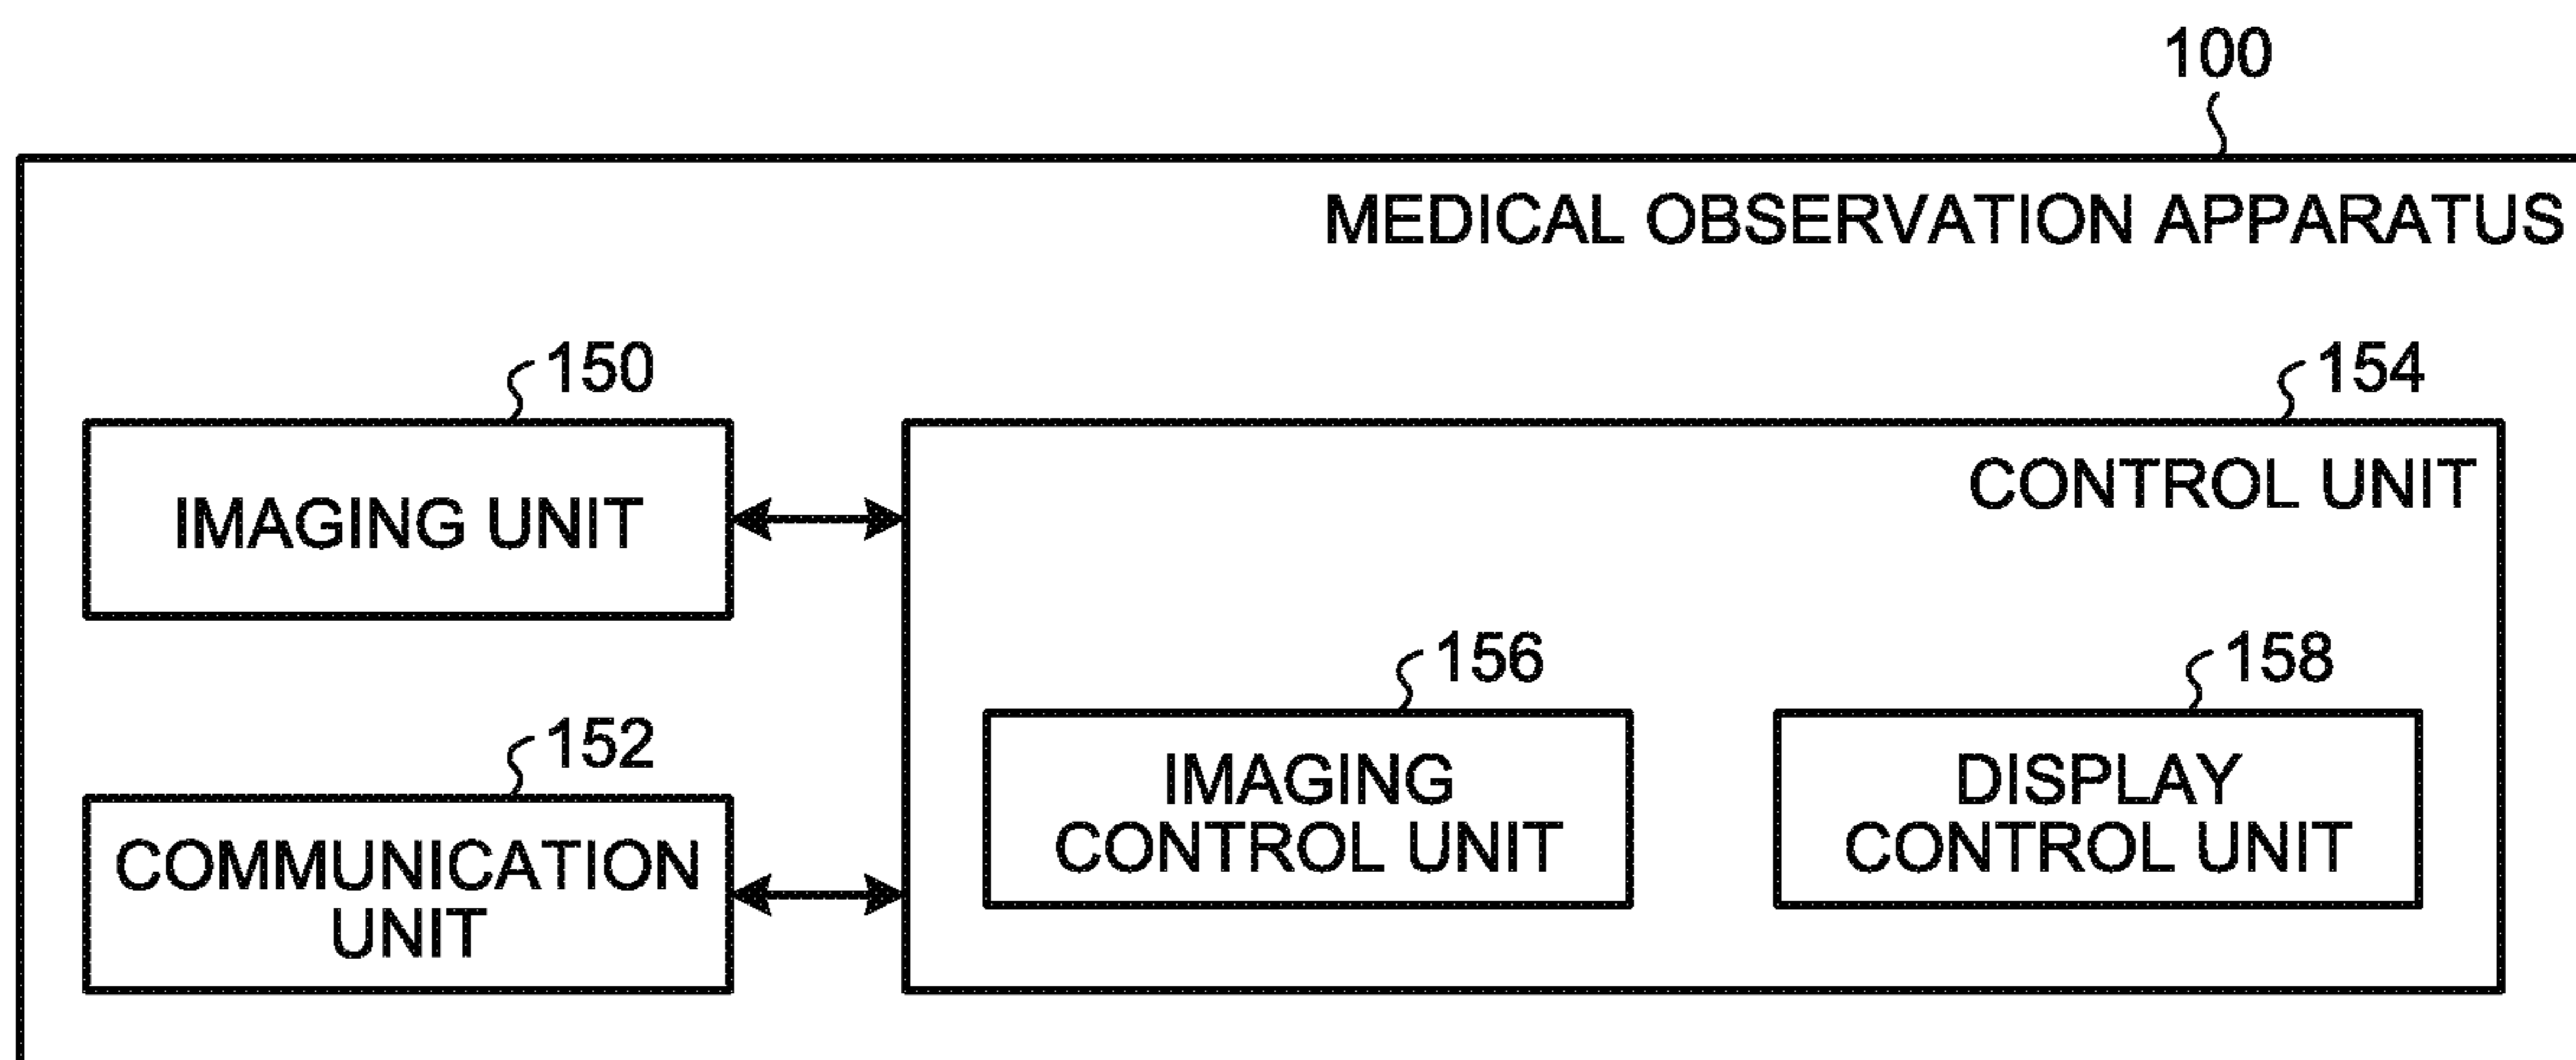 100
MEDICAL OBSERVATION APPARATUS
150
IMAGING UNIT
154
CONTROL UNIT
152
COMMUNICATION
UNIT
156
IMAGING
CONTROL UNIT
158
DISPLAY
CONTROL UNIT